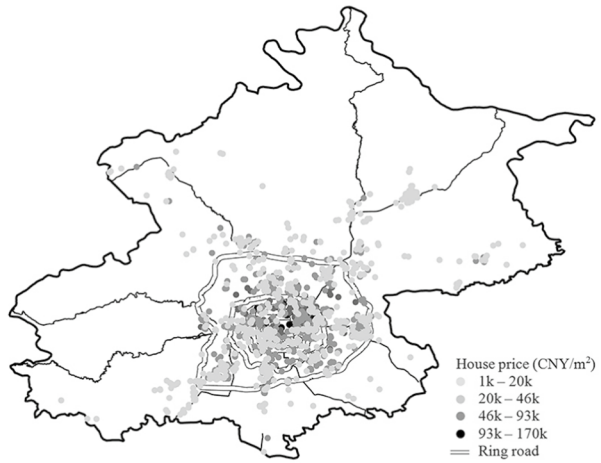 House price (CNY/m²)
1k – 20k
20k – 46k
46k – 93k
93k – 170k
Ring road